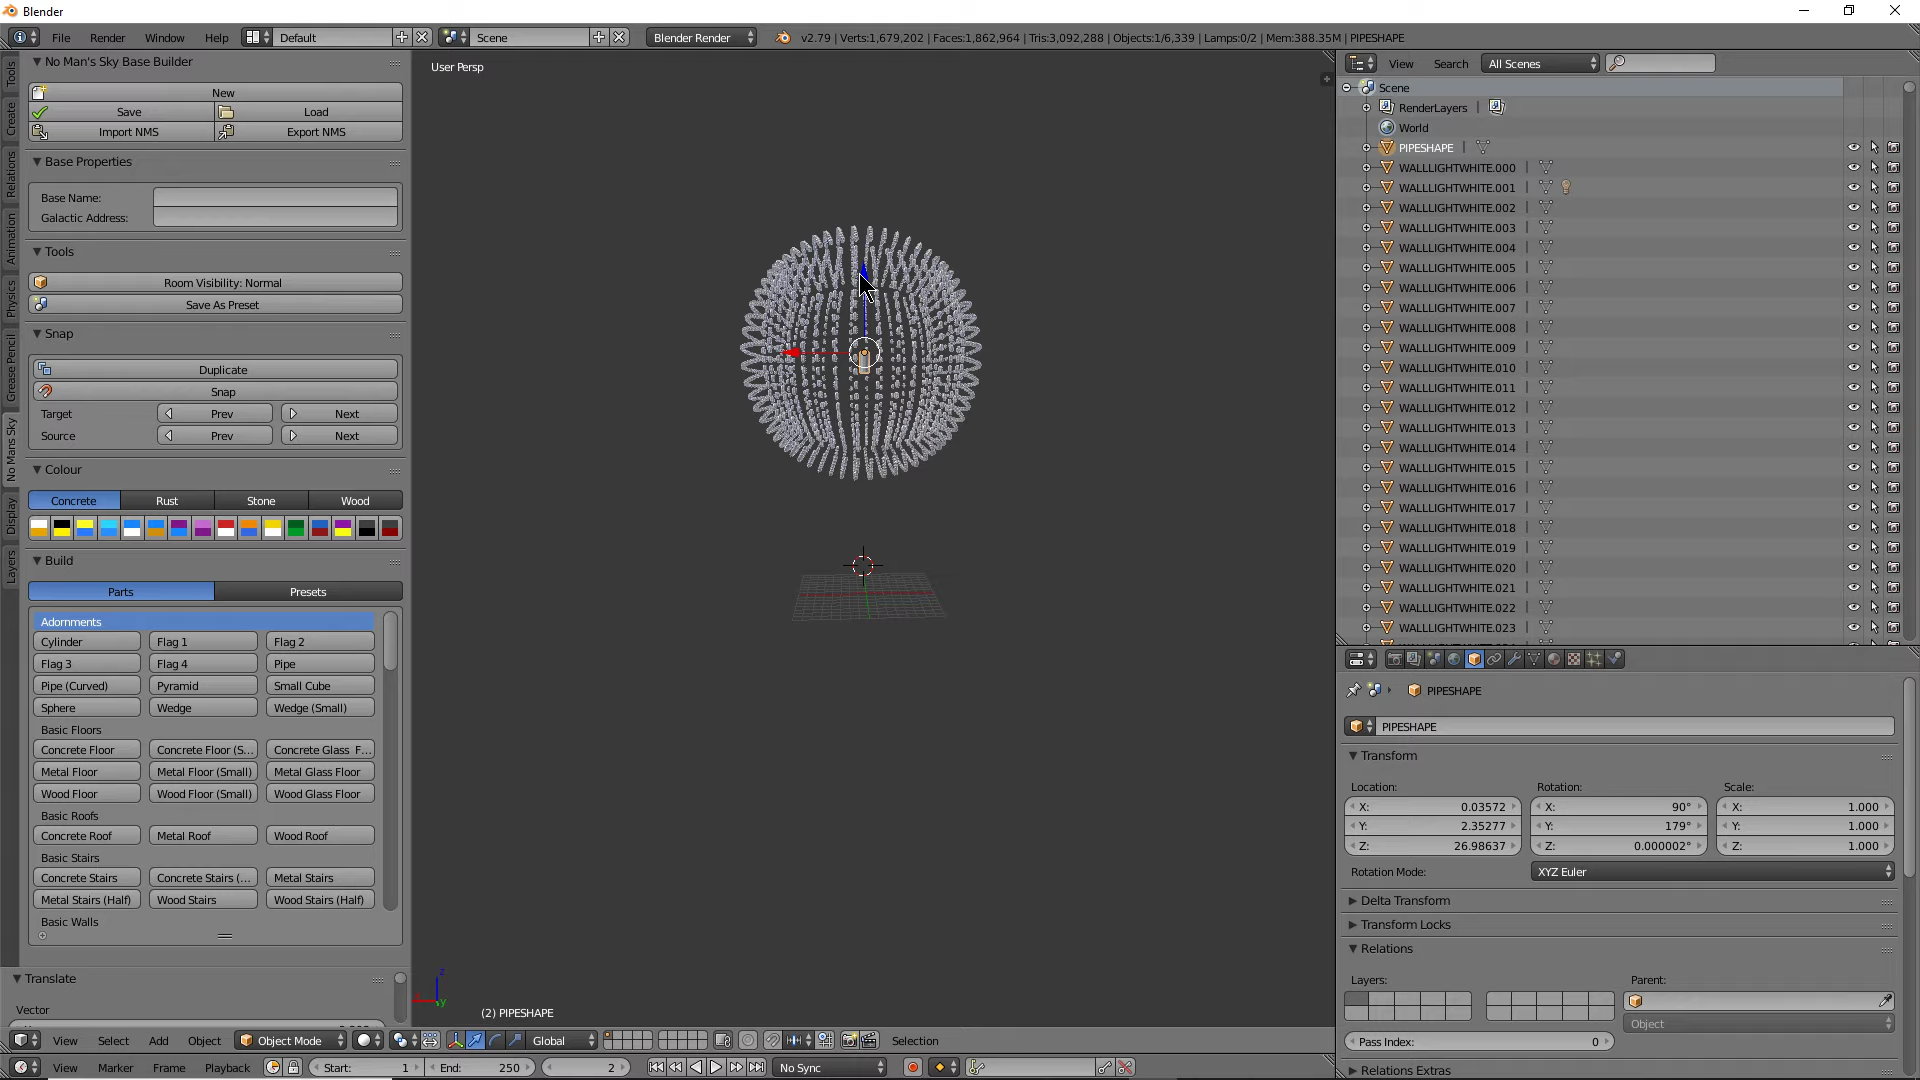 Blender
File Render Window Help Default Scene Blender Render v2.79 | Verts:1,679,202 | Faces:1,862,964 | Tris:3,092,288 | Objects:1/6,339 | Lamps:0/2 | Mem:388.35M | PIPESHAPE
Tools
Create
Relations
Animation
Physics
Grease Pencil
No Mans Sky
Display
Layers
No Man's Sky Base Builder
New
Save Load
Import NMS Export NMS
Base Properties
Base Name:
Galactic Address:
Tools
Room Visibility: Normal
Save As Preset
Snap
Duplicate
Snap
Target Prev Next
Source Prev Next
Colour
Concrete Rust Stone Wood
Build
Parts Presets
Adornments
Cylinder Flag 1 Flag 2
Flag 3 Flag 4 Pipe
Pipe (Curved) Pyramid Small Cube
Sphere Wedge Wedge (Small)
Basic Floors
Concrete Floor Concrete Floor (S... Concrete Glass F...
Metal Floor Metal Floor (Small) Metal Glass Floor
Wood Floor Wood Floor (Small) Wood Glass Floor
Basic Roofs
Concrete Roof Metal Roof Wood Roof
Basic Stairs
Concrete Stairs Concrete Stairs (... Metal Stairs
Metal Stairs (Half) Wood Stairs Wood Stairs (Half)
Basic Walls
Translate
Vector
User Persp
z
y
(2) PIPESHAPE
View Select Add Object Object Mode Global Selection
View Marker Frame Playback Start: 1 End: 250 2 No Sync
View Search All Scenes
Scene
RenderLayers |
World
PIPESHAPE |
WALLLIGHTWHITE.000 |
WALLLIGHTWHITE.001 |
WALLLIGHTWHITE.002 |
WALLLIGHTWHITE.003 |
WALLLIGHTWHITE.004 |
WALLLIGHTWHITE.005 |
WALLLIGHTWHITE.006 |
WALLLIGHTWHITE.007 |
WALLLIGHTWHITE.008 |
WALLLIGHTWHITE.009 |
WALLLIGHTWHITE.010 |
WALLLIGHTWHITE.011 |
WALLLIGHTWHITE.012 |
WALLLIGHTWHITE.013 |
WALLLIGHTWHITE.014 |
WALLLIGHTWHITE.015 |
WALLLIGHTWHITE.016 |
WALLLIGHTWHITE.017 |
WALLLIGHTWHITE.018 |
WALLLIGHTWHITE.019 |
WALLLIGHTWHITE.020 |
WALLLIGHTWHITE.021 |
WALLLIGHTWHITE.022 |
WALLLIGHTWHITE.023 |
PIPESHAPE
PIPESHAPE
Transform
Location: Rotation: Scale:
X: 0.03572 X: 90° X: 1.000
Y: 2.35277 Y: 179° Y: 1.000
Z: 26.98637 Z: 0.000002° Z: 1.000
Rotation Mode: XYZ Euler
Delta Transform
Transform Locks
Relations
Layers: Parent:
Object
Pass Index: 0
Relations Extras